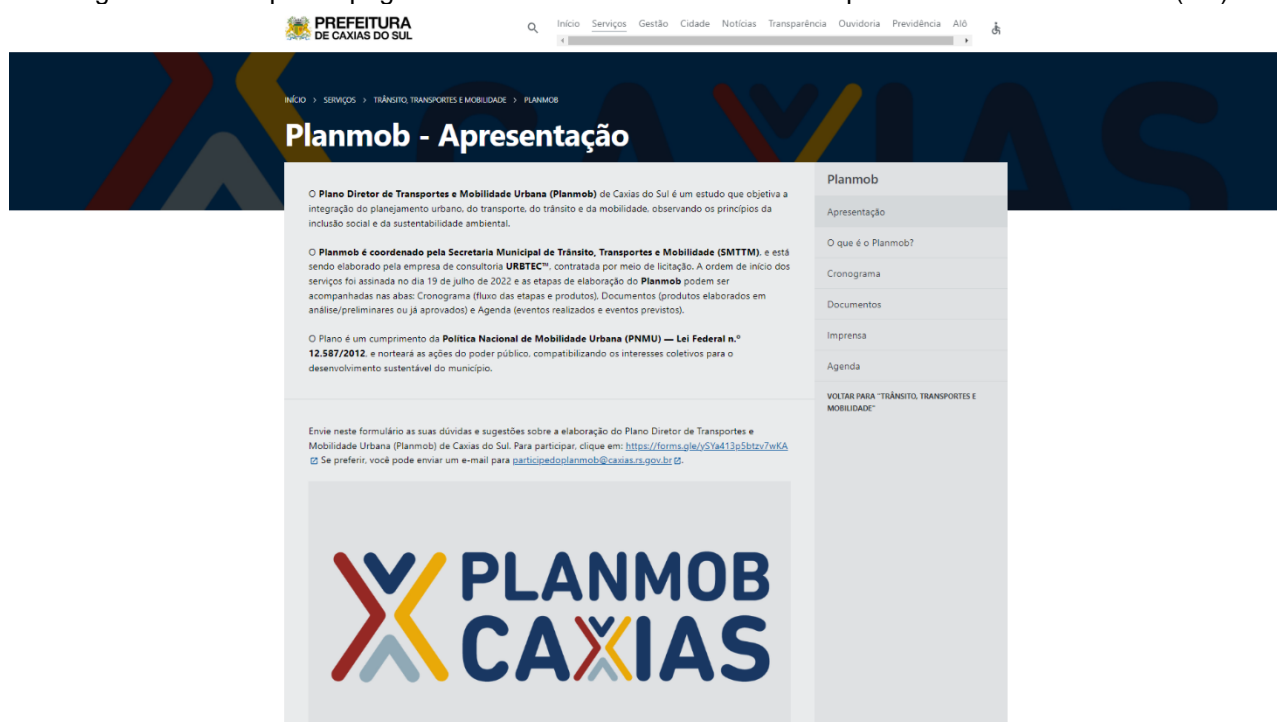 PREFEITURA
DE CAXIAS DO SUL
Início Serviços Gestão Cidade Notícias Transparência Ouvidoria Previdência Alô
INÍCIO > SERVIÇOS > TRÂNSITO, TRANSPORTES E MOBILIDADE > PLANMOB
Planmob - Apresentação
O Plano Diretor de Transportes e Mobilidade Urbana (Planmob) de Caxias do Sul é um estudo que objetiva a
integração do planejamento urbano, do transporte, do trânsito e da mobilidade, observando os princípios da
inclusão social e da sustentabilidade ambiental.
O Planmob é coordenado pela Secretaria Municipal de Trânsito, Transportes e Mobilidade (SMTTM), e está
sendo elaborado pela empresa de consultoria URBTEC™, contratada por meio de licitação. A ordem de início dos
serviços foi assinada no dia 19 de julho de 2022 e as etapas de elaboração do Planmob podem ser
acompanhadas nas abas: Cronograma (fluxo das etapas e produtos), Documentos (produtos elaborados em
análise/preliminares ou já aprovados) e Agenda (eventos realizados e eventos previstos).
O Plano é um cumprimento da Política Nacional de Mobilidade Urbana (PNMU) — Lei Federal n.º
12.587/2012, e norteará as ações do poder público, compatibilizando os interesses coletivos para o
desenvolvimento sustentável do município.
Envie neste formulário as suas dúvidas e sugestões sobre a elaboração do Plano Diretor de Transportes e
Mobilidade Urbana (Planmob) de Caxias do Sul. Para participar, clique em: https://forms.gle/ySYa413p5btzv7wKA
Se preferir, você pode enviar um e-mail para participedoplanmob@caxias.rs.gov.br.
Planmob
Apresentação
O que é o Planmob?
Cronograma
Documentos
Imprensa
Agenda
VOLTAR PARA "TRÂNSITO, TRANSPORTES E
MOBILIDADE"
PLANMOB
CAXIAS
CAXIAS